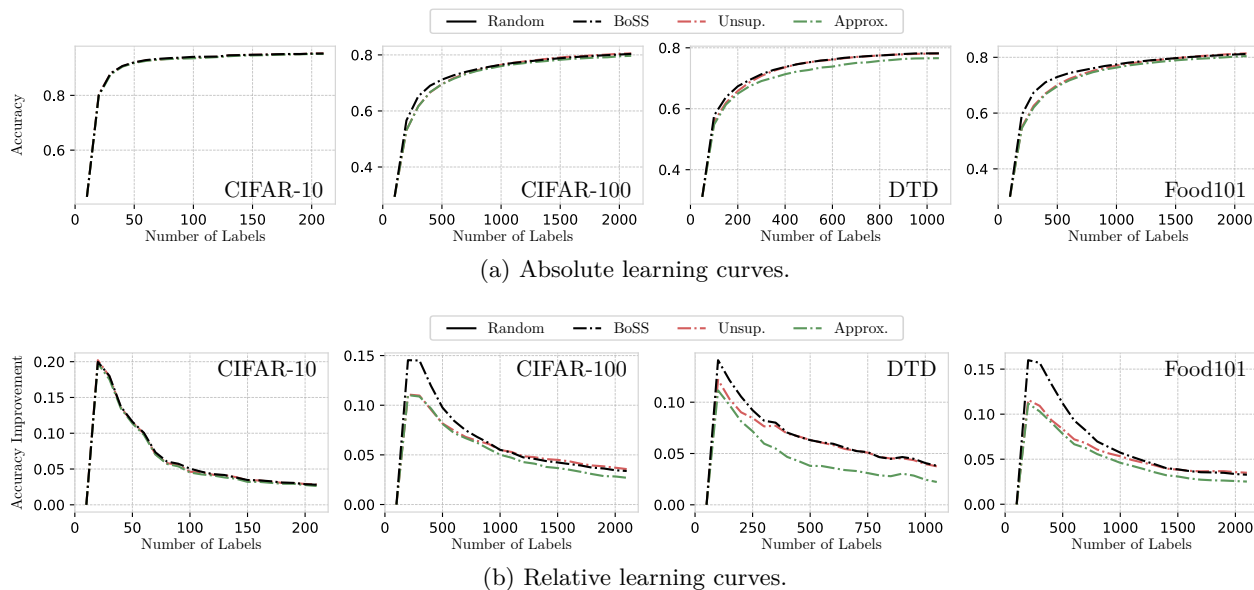 Random BoSS Unsup. Approx.
Accuracy
0.8
0.6
0 50 100 150 200
Number of Labels
CIFAR-10
0.8
0.6
0.4
0 500 1000 1500 2000
Number of Labels
CIFAR-100
0.8
0.6
0.4
0 200 400 600 800 1000
Number of Labels
DTD
0.8
0.6
0.4
0 500 1000 1500 2000
Number of Labels
Food101
(a) Absolute learning curves.
Random BoSS Unsup. Approx.
Accuracy Improvement
0.20
0.15
0.10
0.05
0.00
0 50 100 150 200
Number of Labels
CIFAR-10
0.15
0.10
0.05
0.00
0 500 1000 1500 2000
Number of Labels
CIFAR-100
0.10
0.05
0.00
0 250 500 750 1000
Number of Labels
DTD
0.15
0.10
0.05
0.00
0 500 1000 1500 2000
Number of Labels
Food101
(b) Relative learning curves.